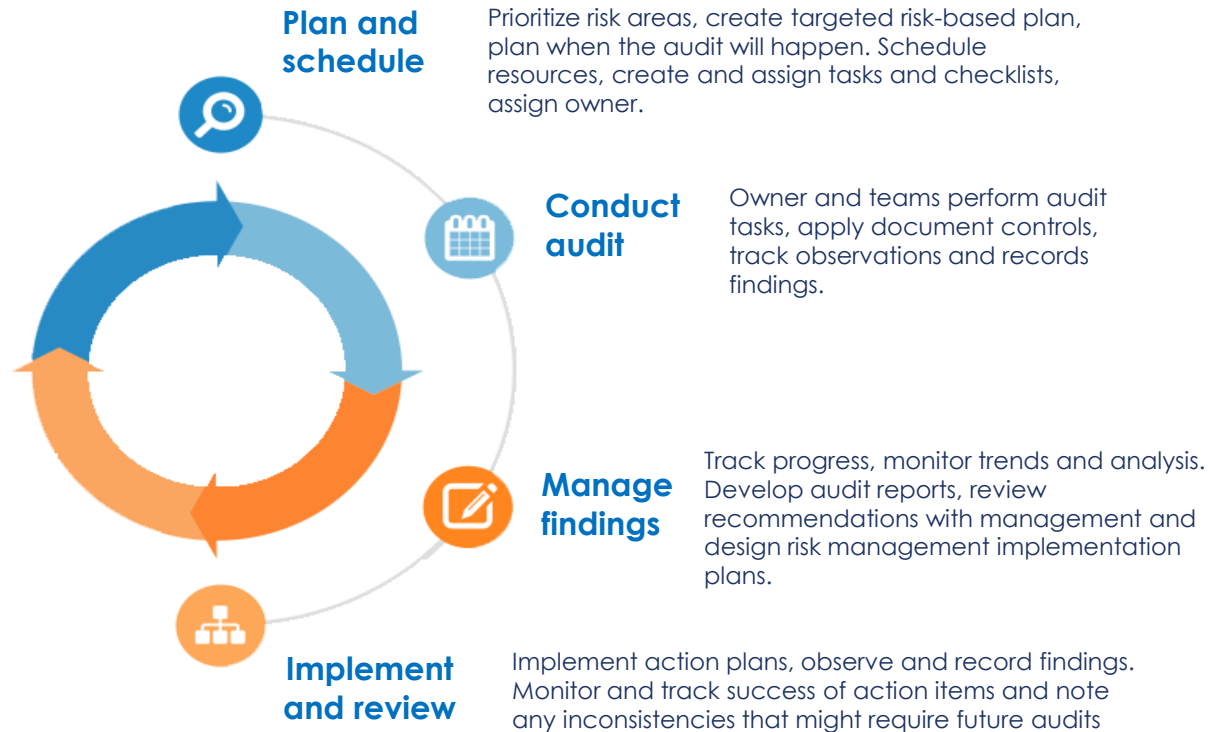 Plan and
schedule
Prioritize risk areas, create targeted risk-based plan,
plan when the audit will happen. Schedule
resources, create and assign tasks and checklists,
assign owner.
Conduct
audit
Owner and teams perform audit
tasks, apply document controls,
track observations and records
findings.
Manage
findings
Track progress, monitor trends and analysis.
Develop audit reports, review
recommendations with management and
design risk management implementation
plans.
Implement
and review
Implement action plans, observe and record findings.
Monitor and track success of action items and note
any inconsistencies that might require future audits